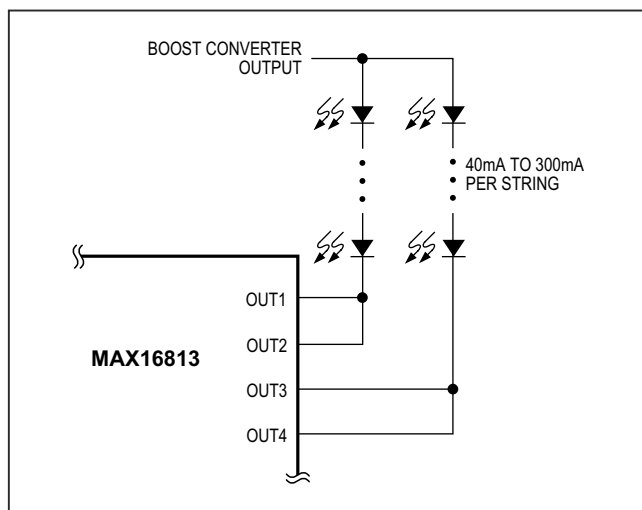 BOOST CONVERTER
OUTPUT
40mA TO 300mA
PER STRING
OUT1
OUT2
MAX16813
OUT3
OUT4